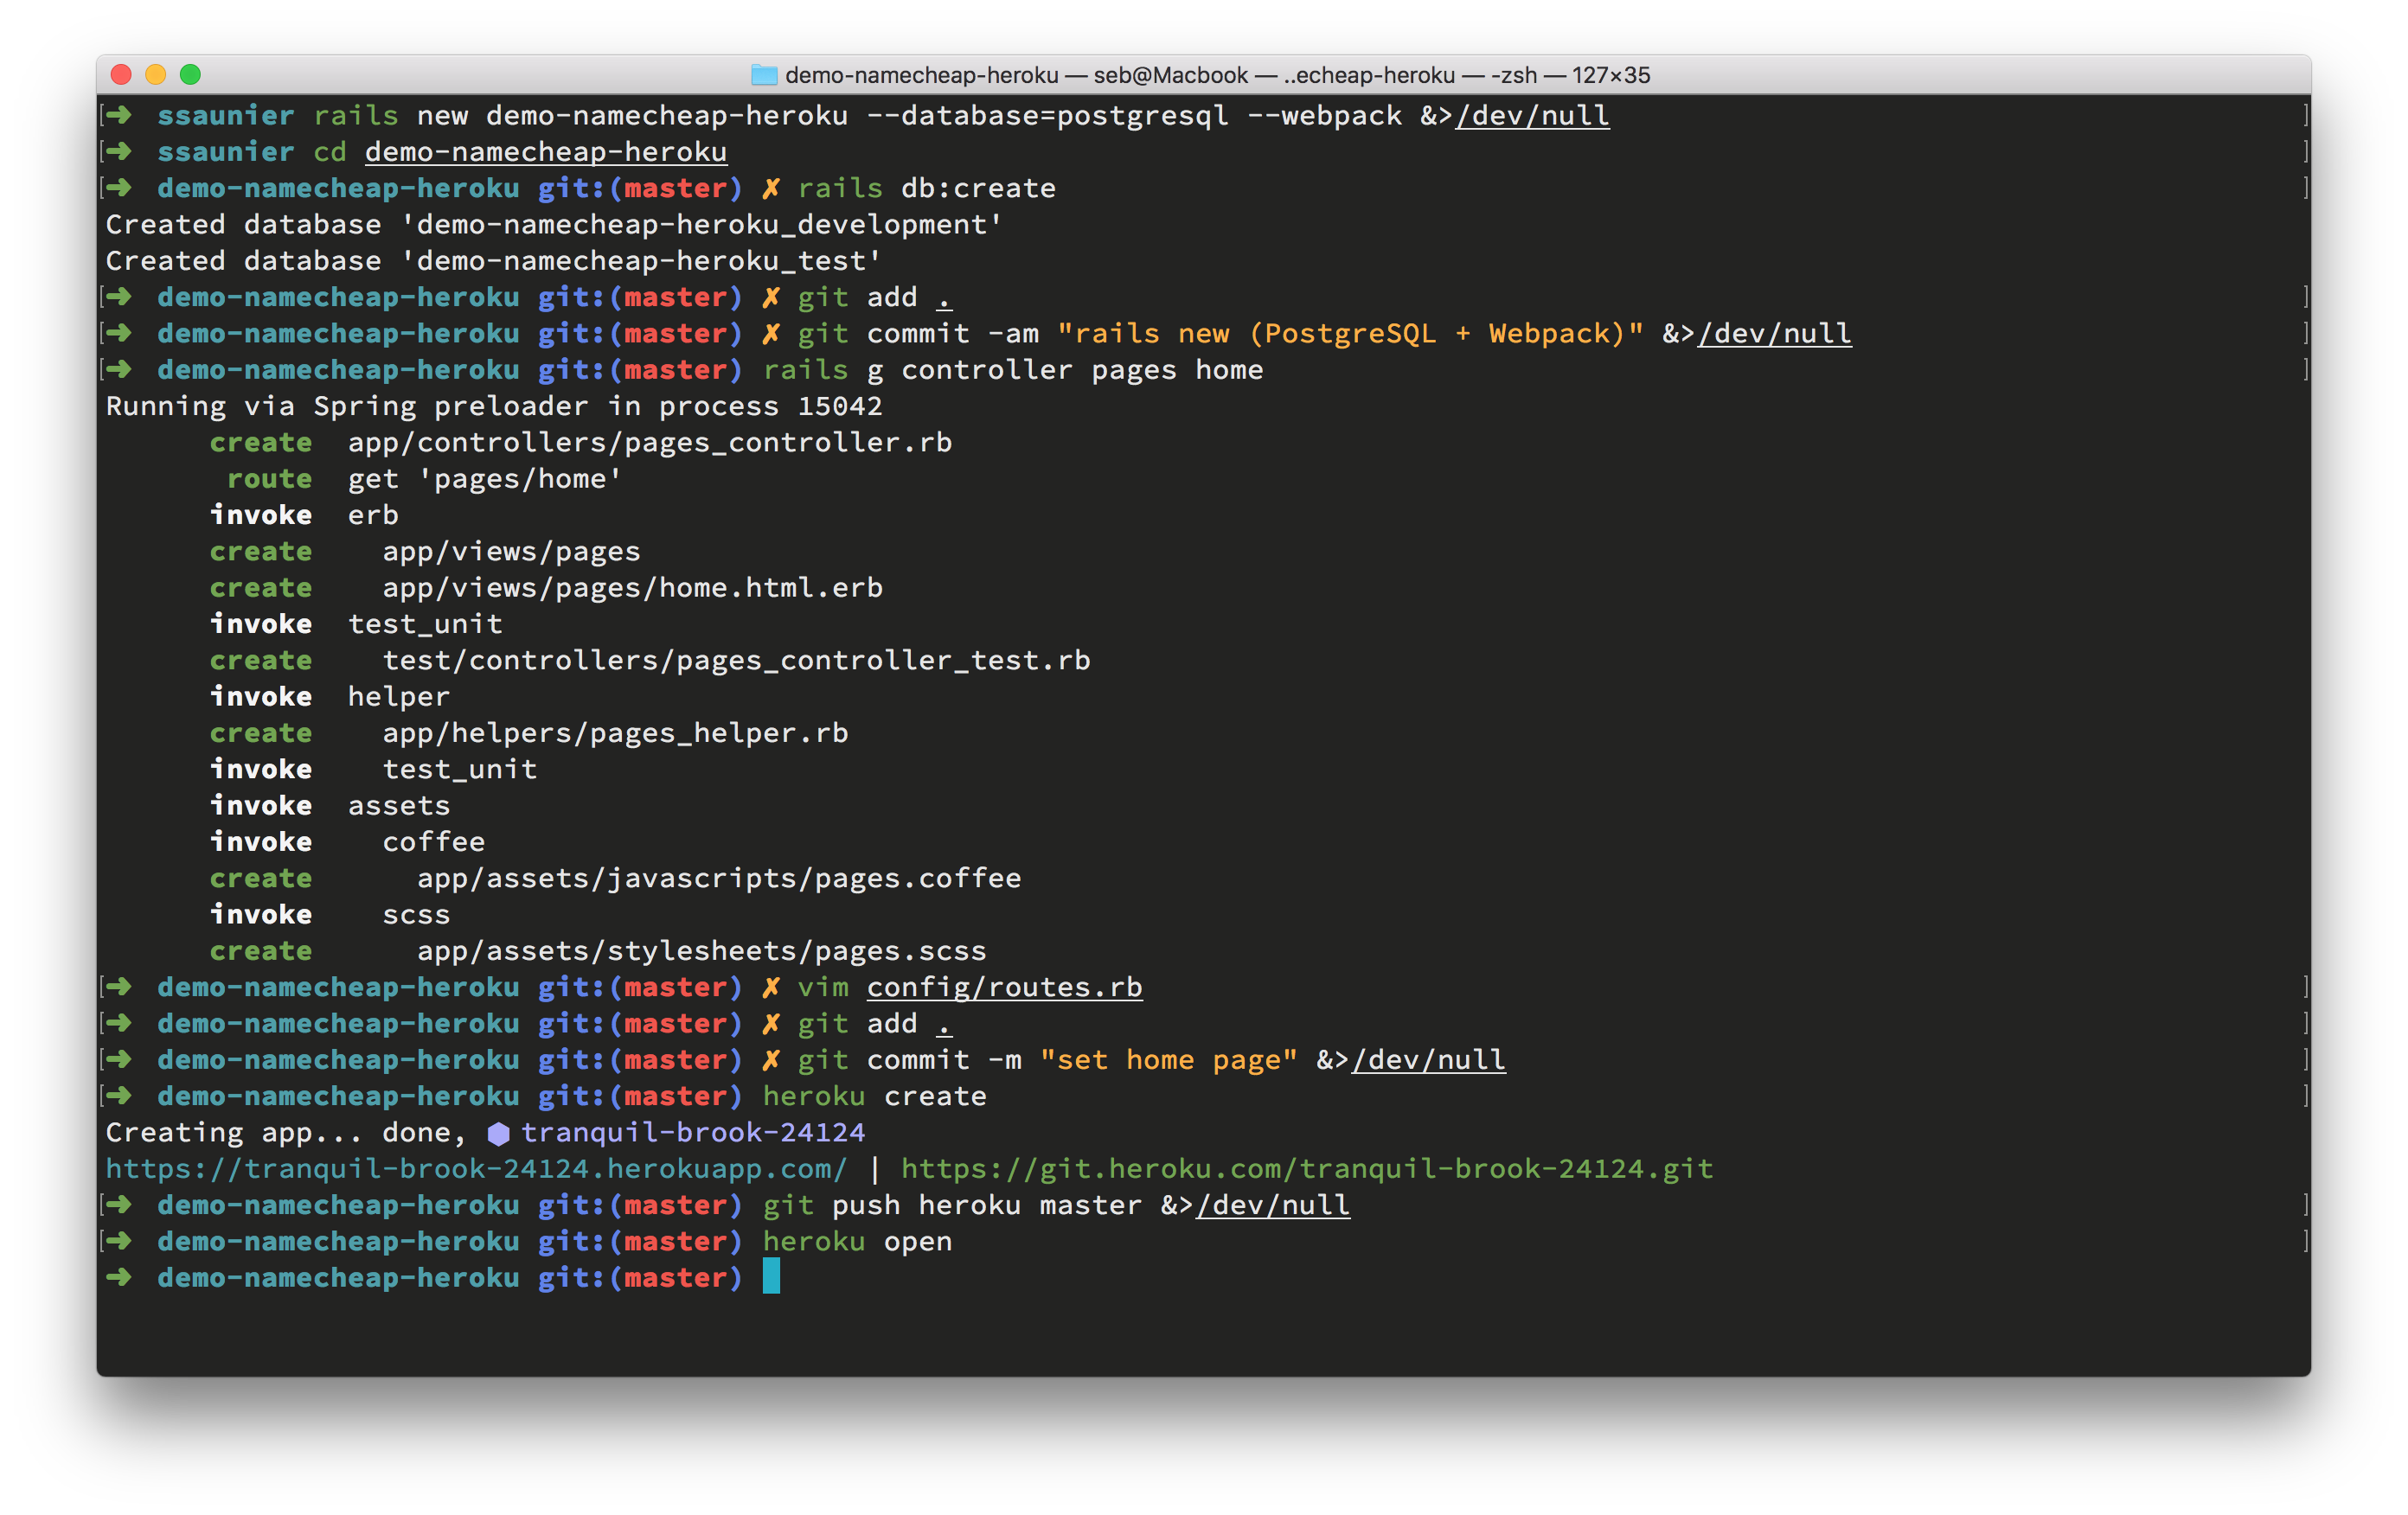 demo-namecheap-heroku — seb@Macbook — ..echeap-heroku — -zsh — 127×35
[➜  ssaunier rails new demo-namecheap-heroku --database=postgresql --webpack &>/dev/null ]
[➜  ssaunier cd demo-namecheap-heroku ]
[➜  demo-namecheap-heroku git:(master) ✗ rails db:create ]
Created database 'demo-namecheap-heroku_development'
Created database 'demo-namecheap-heroku_test'
[➜  demo-namecheap-heroku git:(master) ✗ git add . ]
[➜  demo-namecheap-heroku git:(master) ✗ git commit -am "rails new (PostgreSQL + Webpack)" &>/dev/null ]
[➜  demo-namecheap-heroku git:(master) rails g controller pages home ]
Running via Spring preloader in process 15042
      create  app/controllers/pages_controller.rb
       route  get 'pages/home'
      invoke  erb
      create    app/views/pages
      create    app/views/pages/home.html.erb
      invoke  test_unit
      create    test/controllers/pages_controller_test.rb
      invoke  helper
      create    app/helpers/pages_helper.rb
      invoke    test_unit
      invoke  assets
      invoke    coffee
      create      app/assets/javascripts/pages.coffee
      invoke    scss
      create      app/assets/stylesheets/pages.scss
[➜  demo-namecheap-heroku git:(master) ✗ vim config/routes.rb ]
[➜  demo-namecheap-heroku git:(master) ✗ git add . ]
[➜  demo-namecheap-heroku git:(master) ✗ git commit -m "set home page" &>/dev/null ]
[➜  demo-namecheap-heroku git:(master) heroku create ]
Creating app... done, ⬢ tranquil-brook-24124
https://tranquil-brook-24124.herokuapp.com/ | https://git.heroku.com/tranquil-brook-24124.git
[➜  demo-namecheap-heroku git:(master) git push heroku master &>/dev/null ]
[➜  demo-namecheap-heroku git:(master) heroku open ]
➜  demo-namecheap-heroku git:(master)